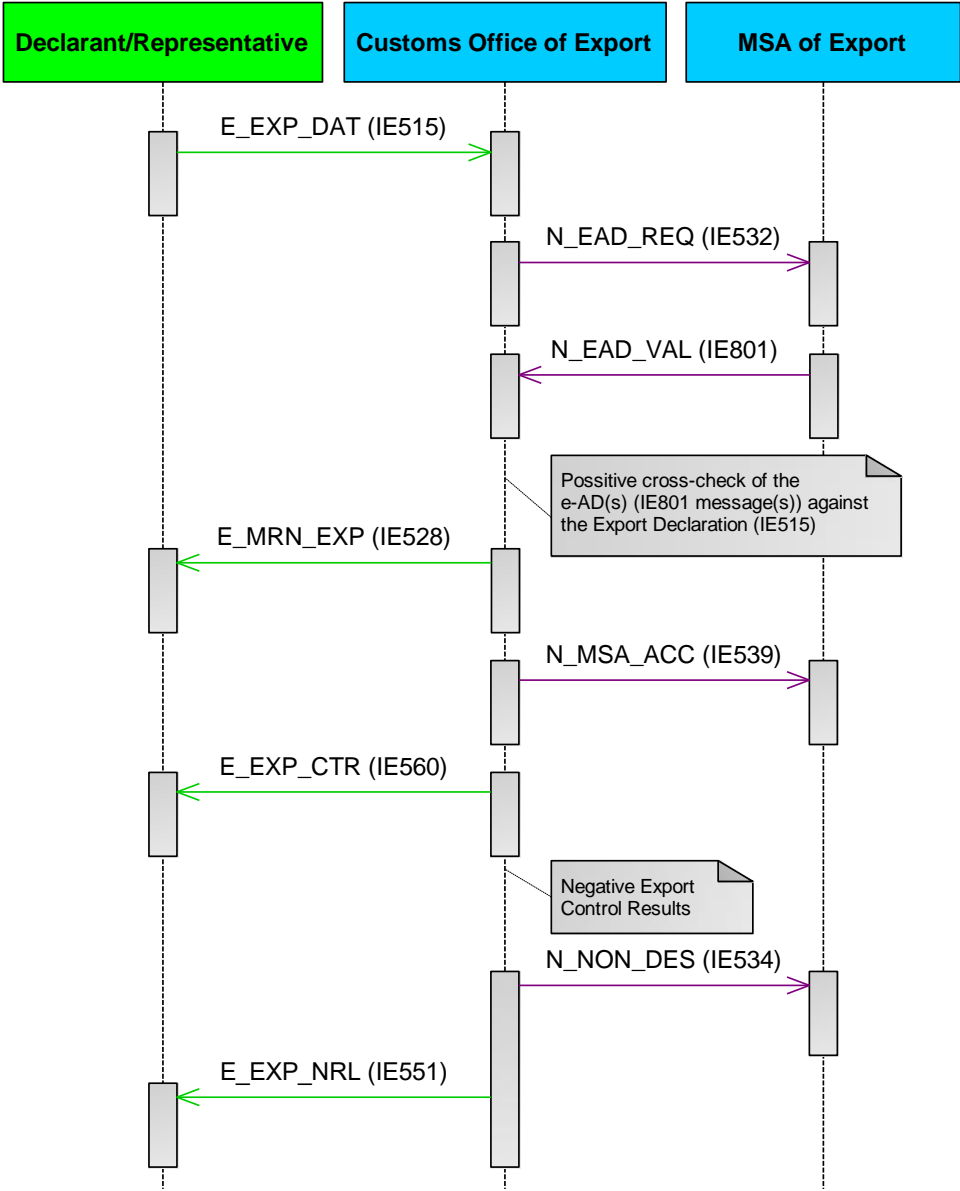 Declarant/Representative
Customs Office of Export
MSA of Export
E_EXP_DAT (IE515)
N_EAD_REQ (IE532)
N_EAD_VAL (IE801)
Possitive cross-check of the
e-AD(s) (IE801 message(s)) against
the Export Declaration (IE515)
E_MRN_EXP (IE528)
N_MSA_ACC (IE539)
E_EXP_CTR (IE560)
Negative Export
Control Results
N_NON_DES (IE534)
E_EXP_NRL (IE551)